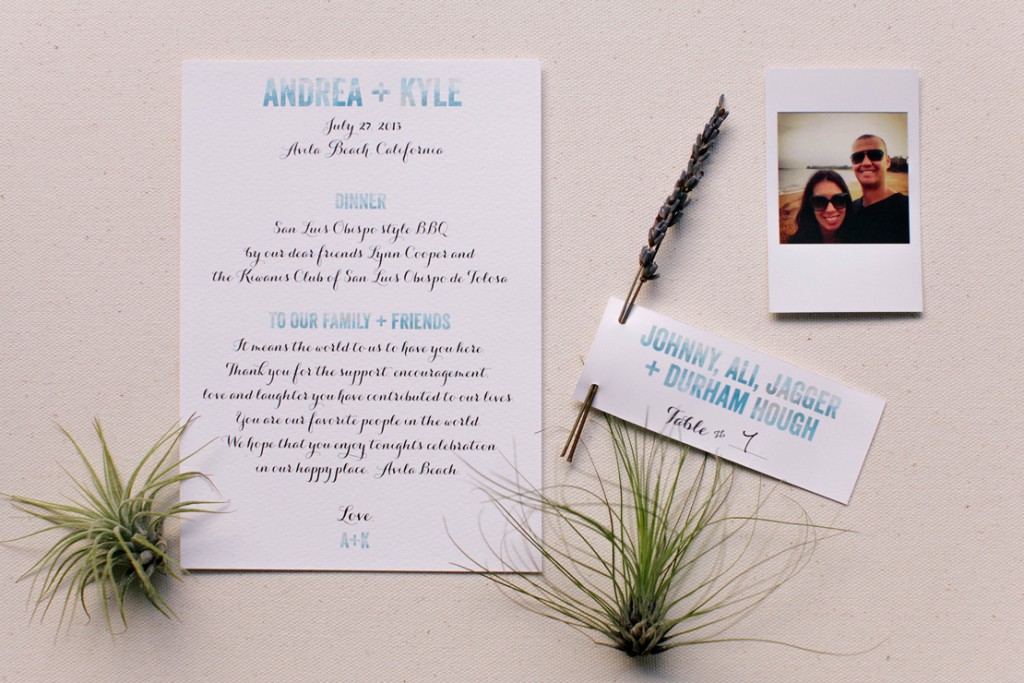 ANDREA + KYLE
July 27, 2013
Avila Beach, California
DINNER
San Luis Obispo style BBQ
by our dear friends Lynn Cooper and
the Kiwanis Club of San Luis Obispo de Tolosa
TO OUR FAMILY + FRIENDS
It means the world to us to have you here.
Thank you for the support, encouragement,
love and laughter you have contributed to our lives.
You are our favorite people in the world.
We hope that you enjoy tonights celebration
in our happy place, Avila Beach.
Love,
A+K
JOHNNY, ALI, JAGGER
+ DURHAM HOUGH
Table No